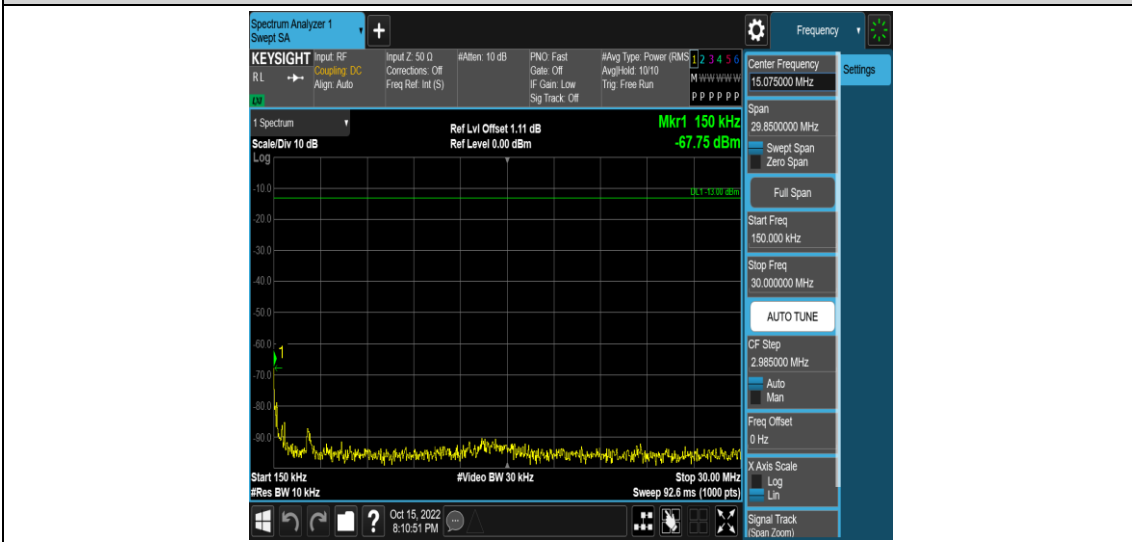 Spectrum Analyzer 1
Swept SA
+
Frequency
KEYSIGHT
RL
LXI
Input: RF
Coupling: DC
Align: Auto
Input Z: 50 Ω
Corrections: Off
Freq Ref: Int (S)
#Atten: 10 dB
PNO: Fast
Gate: Off
IF Gain: Low
Sig Track: Off
#Avg Type: Power (RMS
Avg|Hold: 10/10
Trig: Free Run
1 2 3 4 5 6
M W W W W W
P P P P P P
1 Spectrum
Scale/Div 10 dB
Log
Ref Lvl Offset 1.11 dB
Ref Level 0.00 dBm
Mkr1 150 kHz
-67.75 dBm
DL1 -13.00 dBm
-10.0
-20.0
-30.0
-40.0
-50.0
-60.0
1
-70.0
-80.0
-90.0
Start 150 kHz
#Res BW 10 kHz
#Video BW 30 kHz
Stop 30.00 MHz
Sweep 92.6 ms (1000 pts)
?
Oct 15, 2022
8:10:51 PM
Center Frequency
15.075000 MHz
Settings
Span
29.8500000 MHz
Swept Span
Zero Span
Full Span
Start Freq
150.000 kHz
Stop Freq
30.000000 MHz
AUTO TUNE
CF Step
2.985000 MHz
Auto
Man
Freq Offset
0 Hz
X Axis Scale
Log
Lin
Signal Track
(Span Zoom)